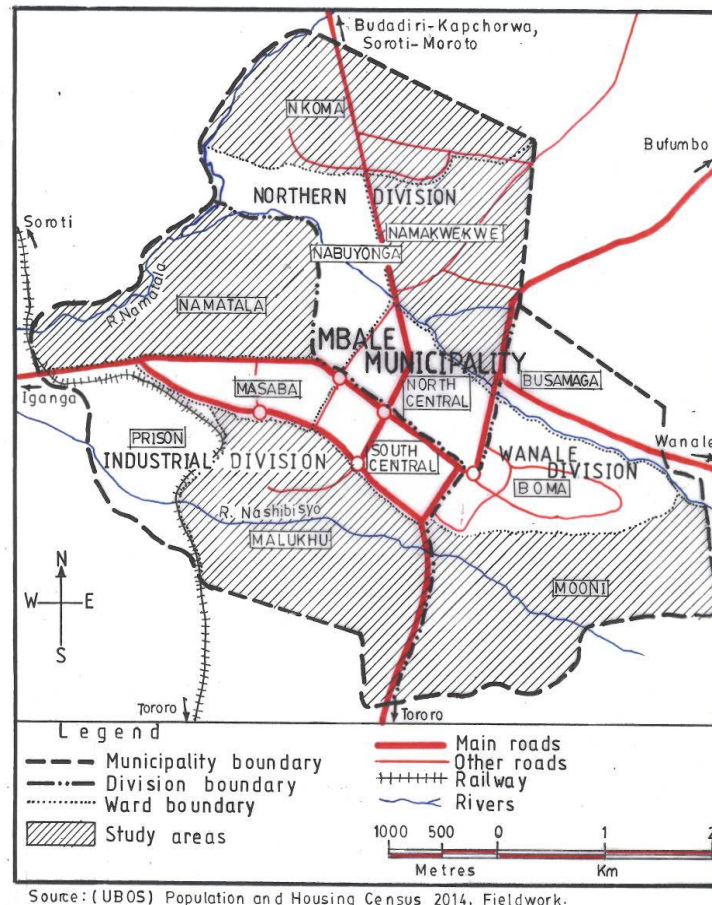 Budadiri-Kapchorwa,
Soroti-Moroto
NKOMA
Bufumbo
NORTHERN DIVISION
Soroti
NABUYONGA
NAMAKWEKWE
R.Namatala
NAMATALA
MBALE
MUNICIPALITY
MASABA
NORTH
CENTRAL
BUSAMAGA
Iganga
PRISON
Wanale
INDUSTRIAL DIVISION
SOUTH
CENTRAL
WANALE
DIVISION
BOMA
R. Nashibisyo
MALUKHU
MOONI
N
W E
S
Tororo
Tororo
Legend
Municipality boundary
Division boundary
Ward boundary
Study areas
Main roads
Other roads
Railway
Rivers
1000 500 0 1 2
Metres Km
Source: (UBOS) Population and Housing Census 2014, Fieldwork.